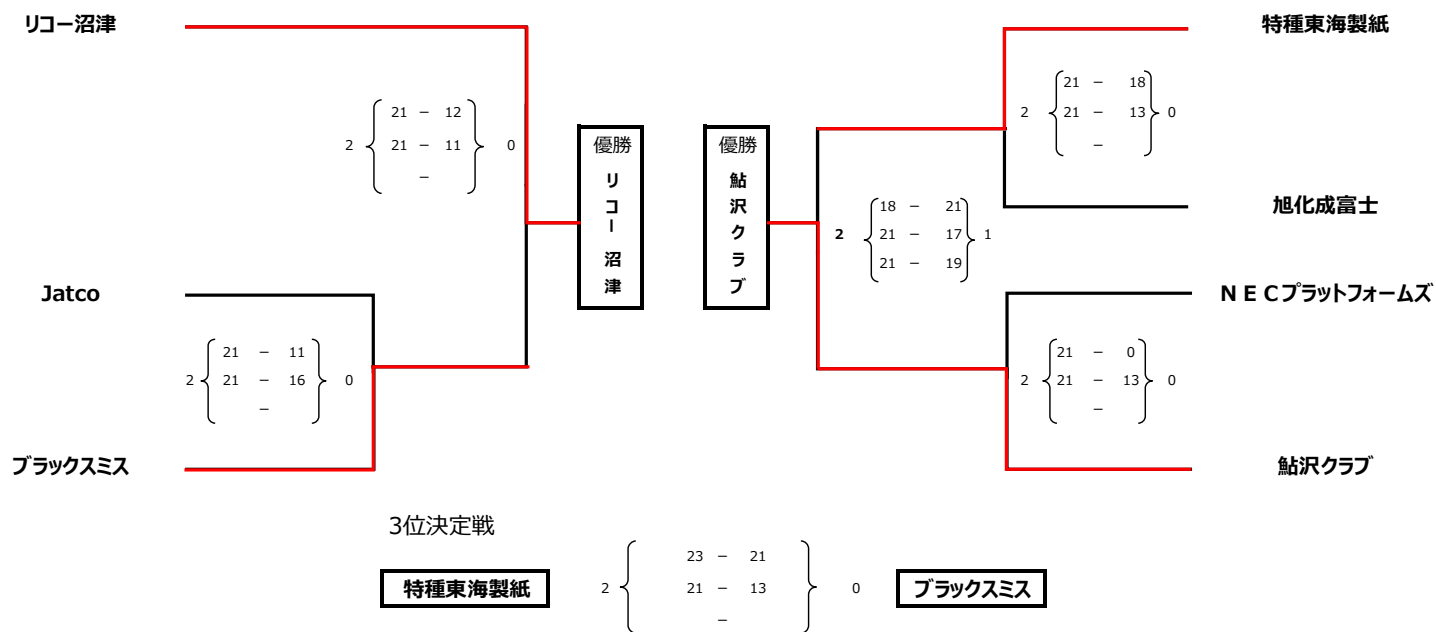 リコー沼津
2 21 − 12 0
21 − 11
−
Jatco
2 21 − 11 0
21 − 16
−
ブラックスミス
優勝
リコー 沼津
優勝
鮎沢クラブ
特種東海製紙
2 21 − 18 0
21 − 13
−
旭化成富士
2 18 − 21 1
21 − 17
21 − 19
ＮＥＣプラットフォームズ
2 21 − 0 0
21 − 13
−
鮎沢クラブ
3位決定戦
特種東海製紙 2 23 − 21 0 ブラックスミス
21 − 13
−